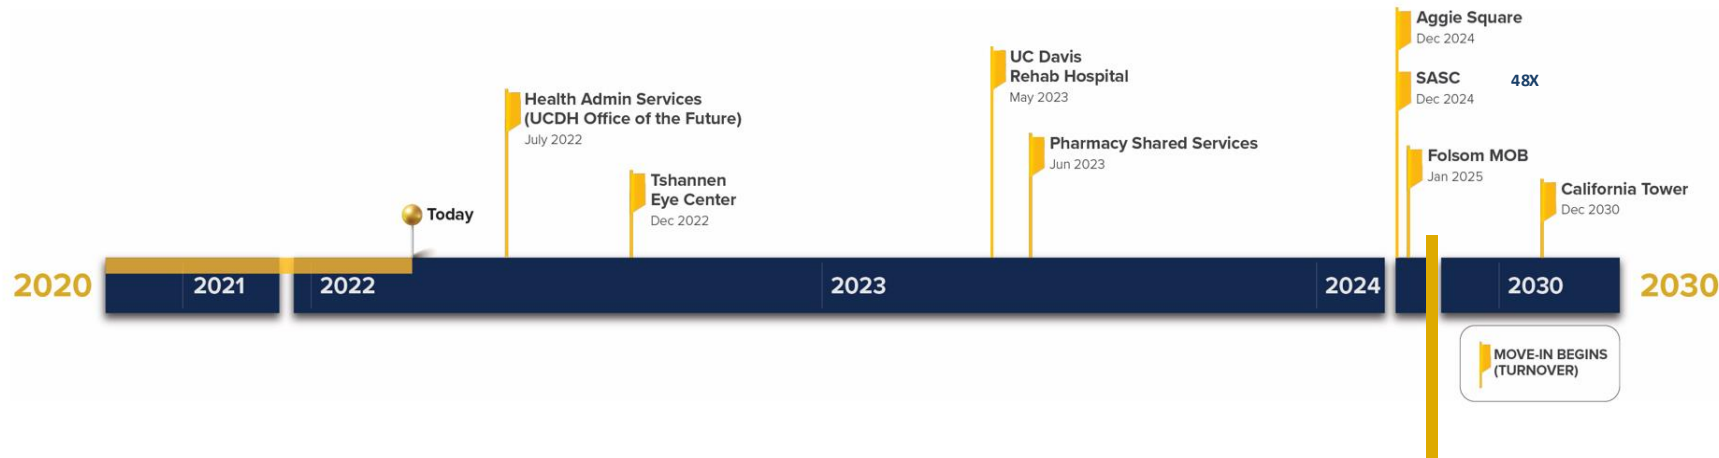 Aggie Square
Dec 2024
SASC 48X
Dec 2024
UC Davis
Rehab Hospital
May 2023
Health Admin Services
(UCDH Office of the Future)
July 2022
Pharmacy Shared Services
Jun 2023
Folsom MOB
Jan 2025
Tshannen
Eye Center
Dec 2022
California Tower
Dec 2030
Today
2020 2021 2022 2023 2024 2030 2030
MOVE-IN BEGINS
(TURNOVER)